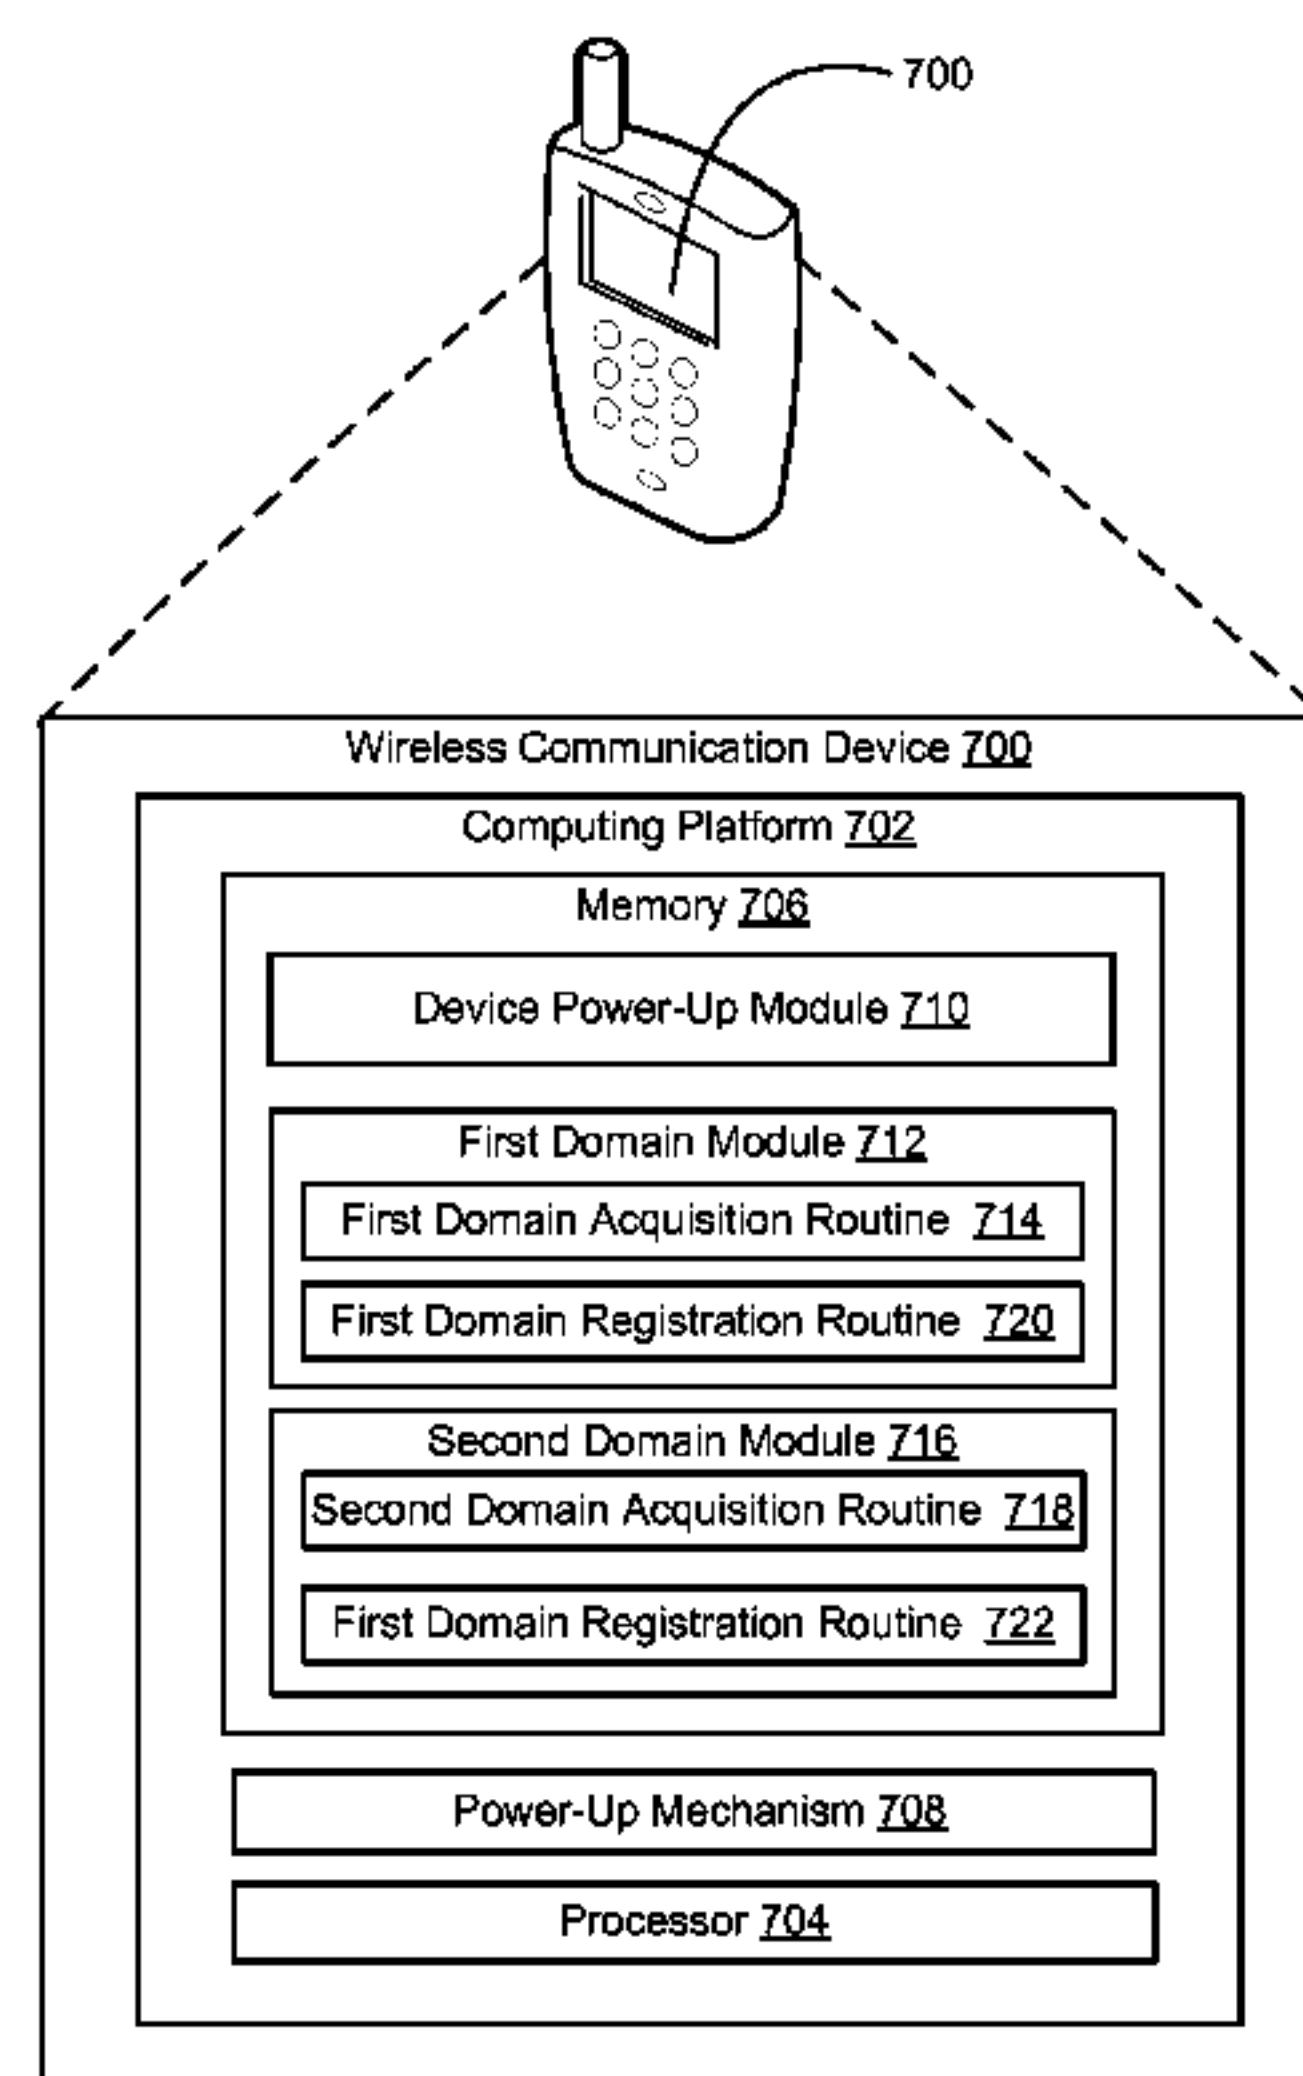 700
Wireless Communication Device 700
Computing Platform 702
Memory 706
Device Power-Up Module 710
First Domain Module 712
First Domain Acquisition Routine 714
First Domain Registration Routine 720
Second Domain Module 716
Second Domain Acquisition Routine 718
First Domain Registration Routine 722
Power-Up Mechanism 708
Processor 704